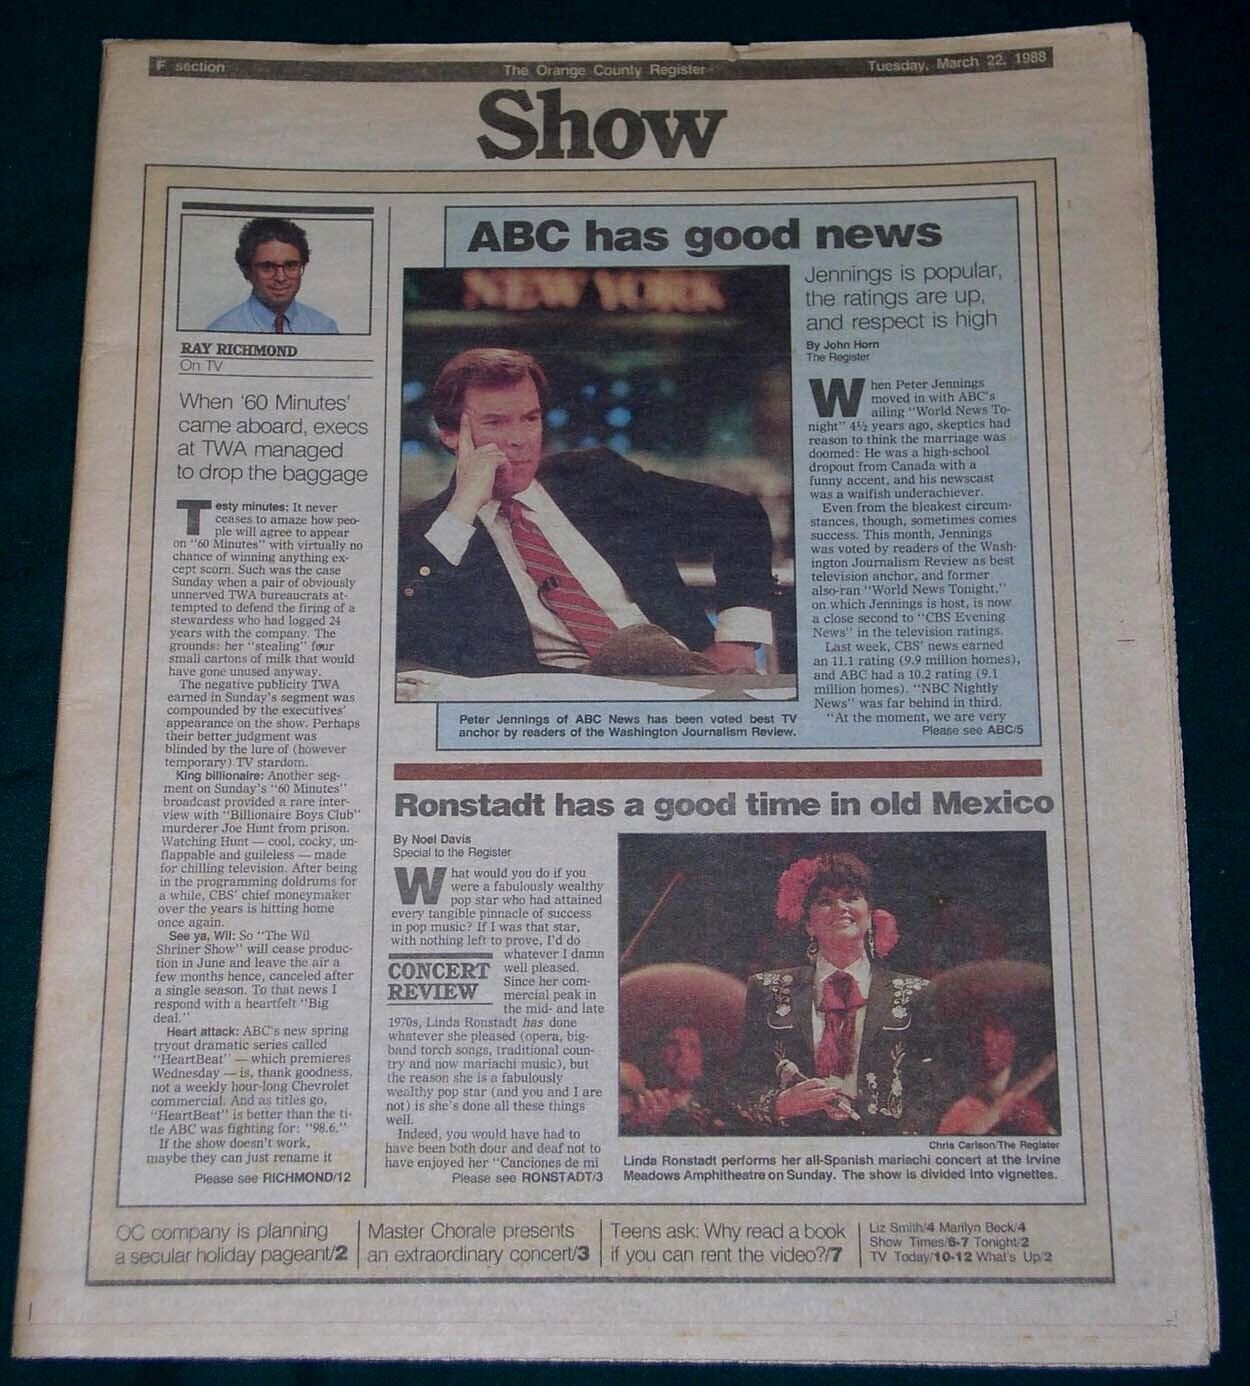 F section
The Orange County Register
Tuesday, March 22, 1988
Show
RAY RICHMOND
On TV
When '60 Minutes'
came aboard, execs
at TWA managed
to drop the baggage
Testy minutes: It never
ceases to amaze how peo-
ple will agree to appear
on "60 Minutes" with virtually no
chance of winning anything ex-
cept scorn. Such was the case
Sunday when a pair of obviously
unnerved TWA bureaucrats at-
tempted to defend the firing of a
stewardess who had logged 24
years with the company. The
grounds: her "stealing" four
small cartons of milk that would
have gone unused anyway.
The negative publicity TWA
earned in Sunday's segment was
compounded by the executives'
appearance on the show. Perhaps
their better judgment was
blinded by the lure of (however
temporary) TV stardom.
King billionaire: Another seg-
ment on Sunday's "60 Minutes"
broadcast provided a rare inter-
view with "Billionaire Boys Club"
murderer Joe Hunt from prison.
Watching Hunt — cool, cocky, un-
flappable and guileless — made
for chilling television. After being
in the programming doldrums for
a while, CBS' chief moneymaker
over the years is hitting home
once again.
See ya, Wil: So "The Wil
Shriner Show" will cease produc-
tion in June and leave the air a
few months hence, canceled after
a single season. To that news I
respond with a heartfelt "Big
deal."
Heart attack: ABC's new spring
tryout dramatic series called
"HeartBeat" — which premieres
Wednesday — is, thank goodness,
not a weekly hour-long Chevrolet
commercial. And as titles go,
"HeartBeat" is better than the ti-
tle ABC was fighting for: "98.6."
If the show doesn't work,
maybe they can just rename it
Please see RICHMOND/12
ABC has good news
NEW YORK
Jennings is popular,
the ratings are up,
and respect is high
By John Horn
The Register
When Peter Jennings
moved in with ABC's
ailing "World News To-
night" 4½ years ago, skeptics had
reason to think the marriage was
doomed: He was a high-school
dropout from Canada with a
funny accent, and his newscast
was a waifish underachiever.
Even from the bleakest circum-
stances, though, sometimes comes
success. This month, Jennings
was voted by readers of the Wash-
ington Journalism Review as best
television anchor, and former
also-ran "World News Tonight,"
on which Jennings is host, is now
a close second to "CBS Evening
News" in the television ratings.
Last week, CBS' news earned
an 11.1 rating (9.9 million homes),
and ABC had a 10.2 rating (9.1
million homes). "NBC Nightly
News" was far behind in third.
"At the moment, we are very
Please see ABC/5
Peter Jennings of ABC News has been voted best TV
anchor by readers of the Washington Journalism Review.
Ronstadt has a good time in old Mexico
By Noel Davis
Special to the Register
What would you do if you
were a fabulously wealthy
pop star who had attained
every tangible pinnacle of success
in pop music? If I was that star,
with nothing left to prove, I'd do
whatever I damn
well pleased.
Since her com-
mercial peak in
the mid- and late
CONCERT
REVIEW
1970s, Linda Ronstadt has done
whatever she pleased (opera, big-
band torch songs, traditional coun-
try and now mariachi music), but
the reason she is a fabulously
wealthy pop star (and you and I are
not) is she's done all these things
well.
Indeed, you would have had to
have been both dour and deaf not to
have enjoyed her "Canciones de mi
Please see RONSTADT/3
Chris Carlson/The Register
Linda Ronstadt performs her all-Spanish mariachi concert at the Irvine
Meadows Amphitheatre on Sunday. The show is divided into vignettes.
OC company is planning
a secular holiday pageant/2
Master Chorale presents
an extraordinary concert/3
Teens ask: Why read a book
if you can rent the video?/7
Liz Smith/4 Marilyn Beck/4
Show Times/6-7 Tonight/2
TV Today/10-12 What's Up/2